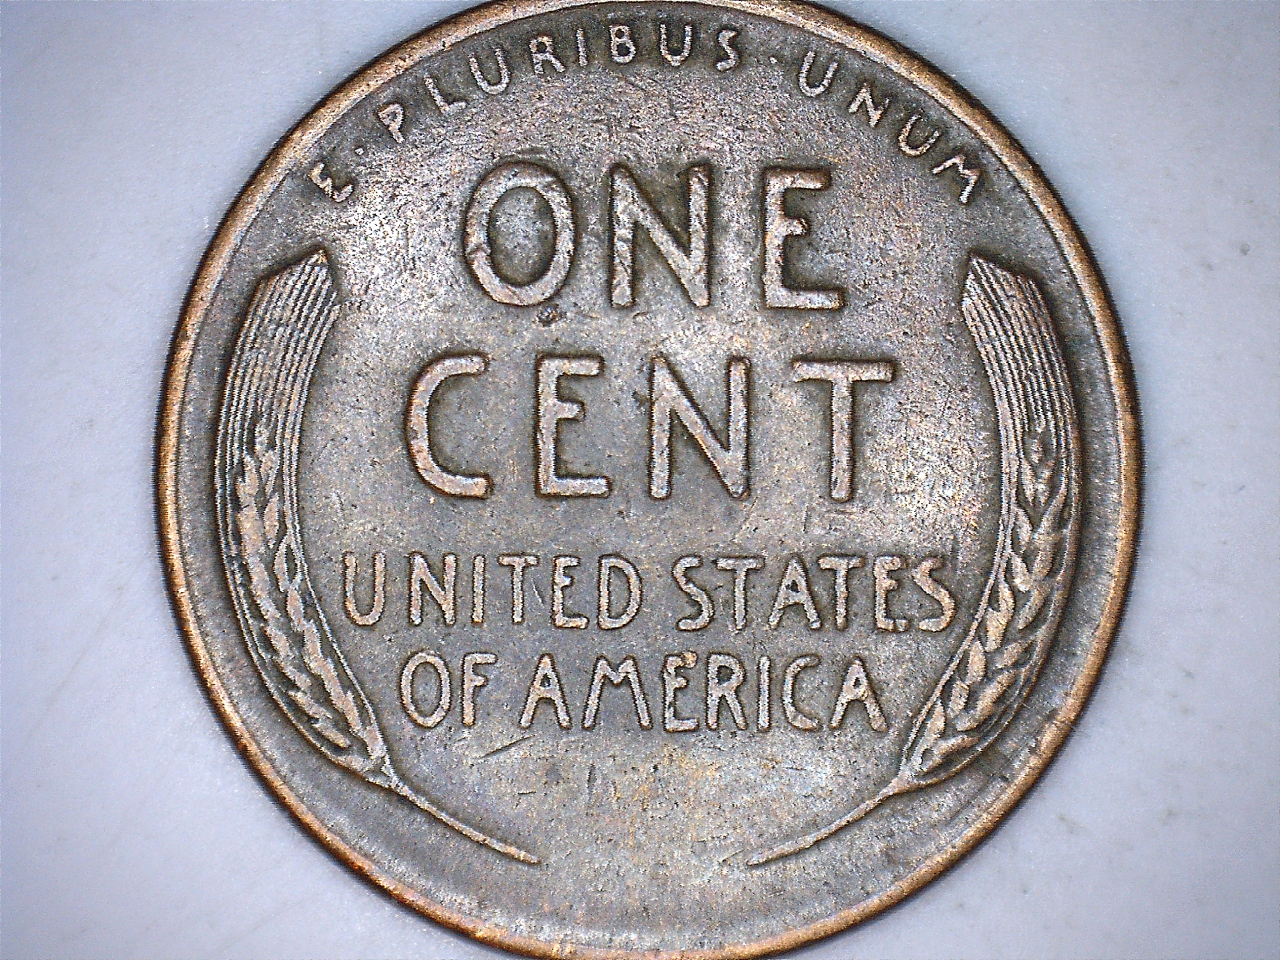 E·PLURIBUS·UNUM
ONE
CENT
UNITED STATES
OF AMERICA